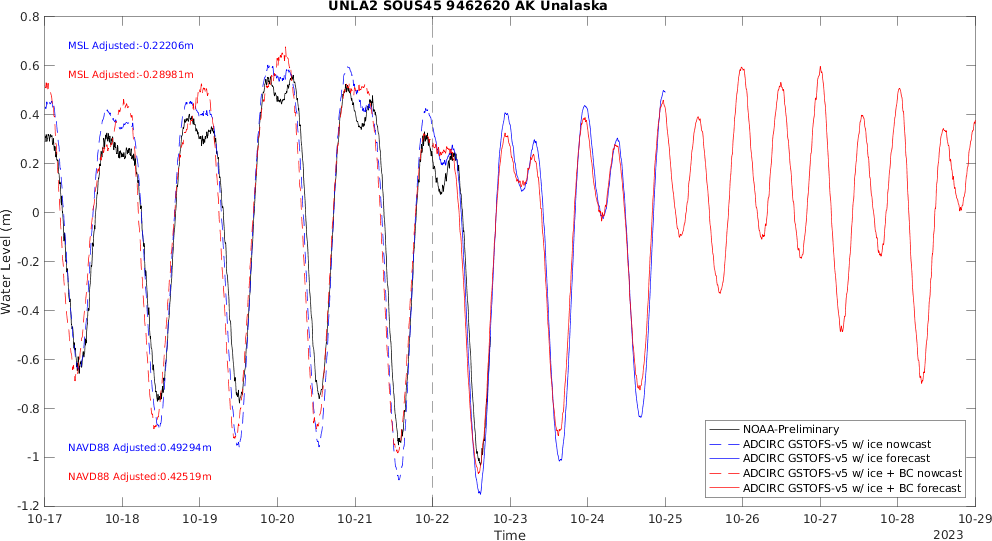 UNLA2 SOUS45 9462620 AK Unalaska
0.8
0.6
0.4
0.2
0
-0.2
-0.4
-0.6
-0.8
-1
-1.2
Water Level (m)
MSL Adjusted:-0.22206m
MSL Adjusted:-0.28981m
NAVD88 Adjusted:0.49294m
NAVD88 Adjusted:0.42519m
NOAA-Preliminary
ADCIRC GSTOFS-v5 w/ ice nowcast
ADCIRC GSTOFS-v5 w/ ice forecast
ADCIRC GSTOFS-v5 w/ ice + BC nowcast
ADCIRC GSTOFS-v5 w/ ice + BC forecast
10-17 10-18 10-19 10-20 10-21 10-22 10-23 10-24 10-25 10-26 10-27 10-28 10-29
Time
2023